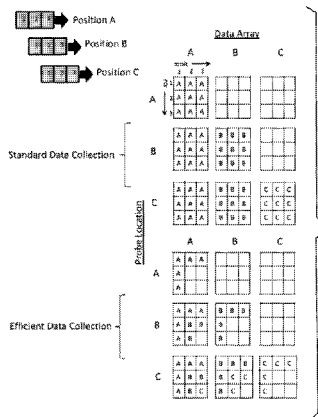 Position A
Position B
Position C
Data Array
A B C
A
A A A
A A A
A A A
Standard Date Collection
B
A A A B B B
A A A B B B
A A A B B B
C
A A A B B B C C C
A A A B B B C C C
A A A B B B C C C
Probe Location
A B C
A
A A A
A
A
Efficient Data Collection
B
A A A B B B
A B B B
A B B
C
A A A B B B C C C
A B B B C C C
A B C B C C